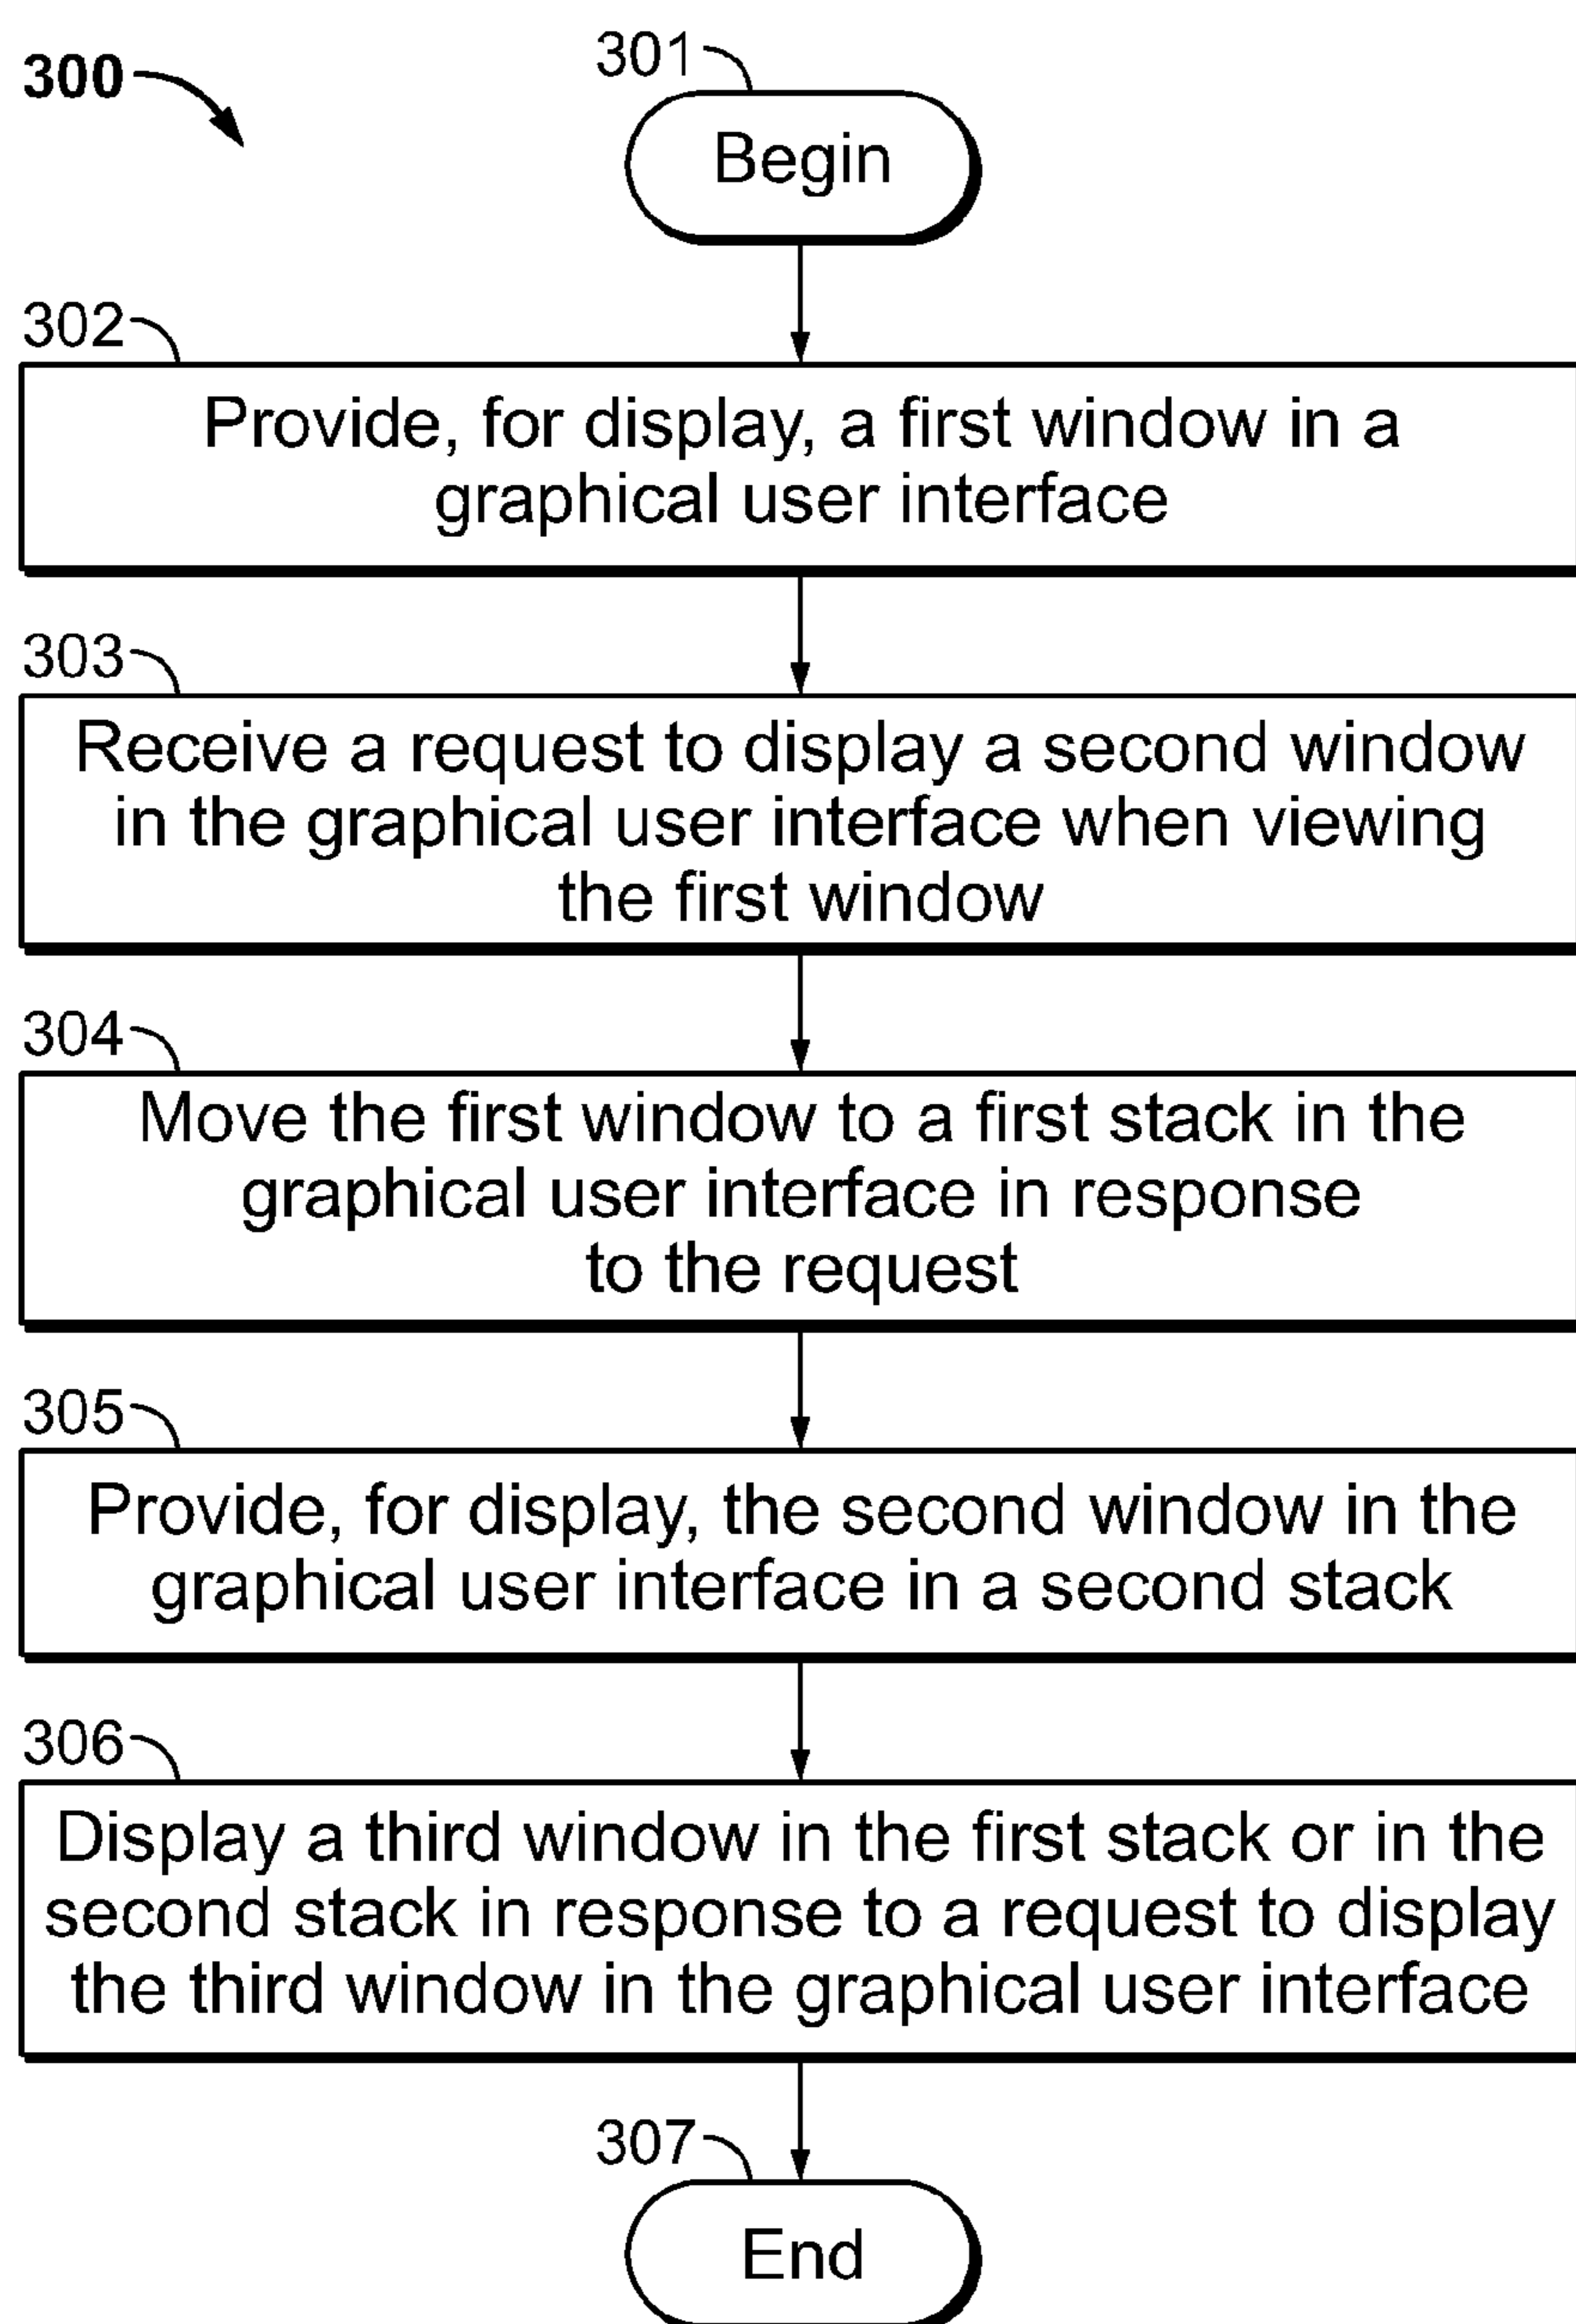 300
301
Begin
302
Provide, for display, a first window in a
graphical user interface
303
Receive a request to display a second window
in the graphical user interface when viewing
the first window
304
Move the first window to a first stack in the
graphical user interface in response
to the request
305
Provide, for display, the second window in the
graphical user interface in a second stack
306
Display a third window in the first stack or in the
second stack in response to a request to display
the third window in the graphical user interface
307
End